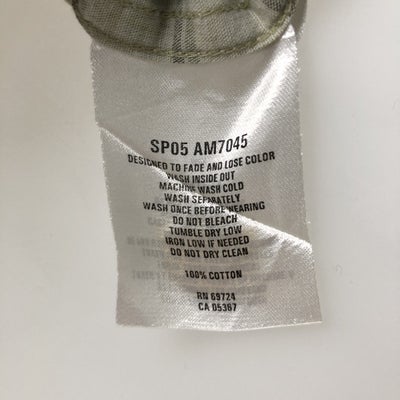 SP05 AM7045
DESIGNED TO FADE AND LOSE COLOR
WASH INSIDE OUT
MACHINE WASH COLD
WASH SEPARATELY
WASH ONCE BEFORE WEARING
DO NOT BLEACH
TUMBLE DRY LOW
IRON LOW IF NEEDED
DO NOT DRY CLEAN
100% COTTON
RN 69724
CA 05367